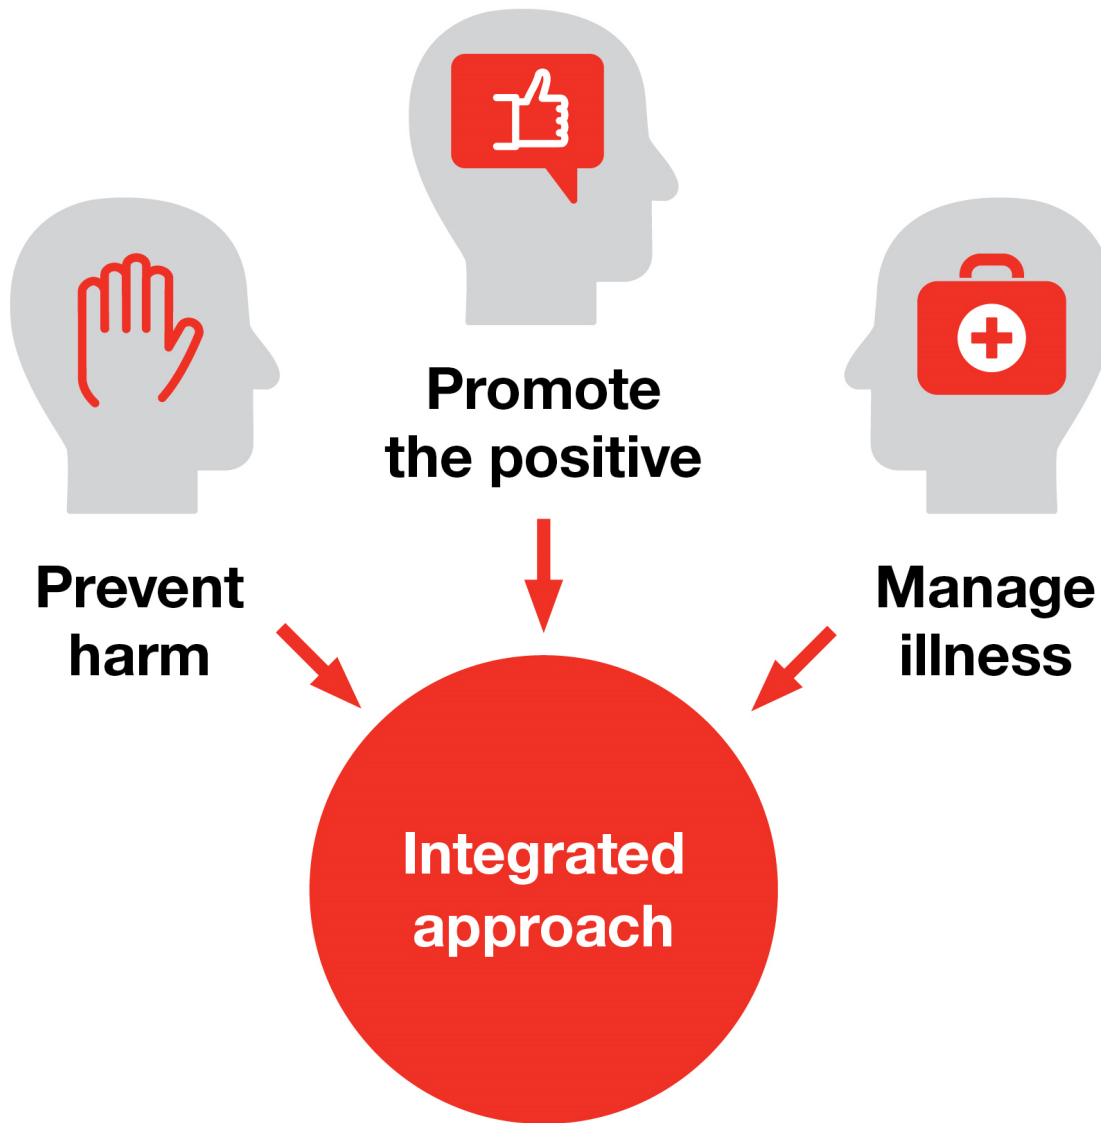 Promote
the positive
Prevent
harm
Manage
illness
Integrated
approach